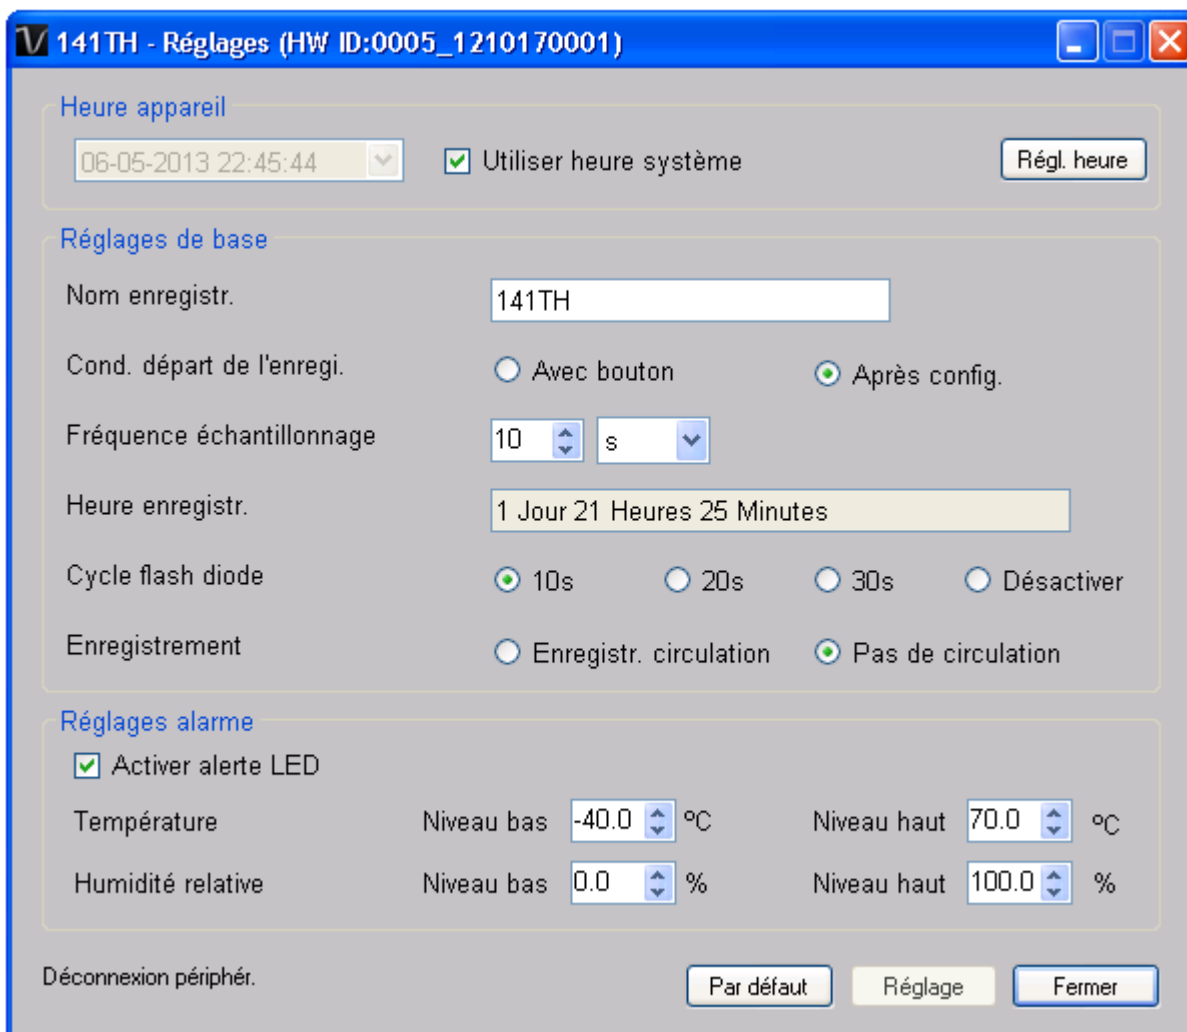 141TH - Réglages (HW ID:0005_1210170001)
Heure appareil
06-05-2013 22:45:44 Utiliser heure système Régl. heure
Réglages de base
Nom enregistr. 141TH
Cond. départ de l'enregi. Avec bouton Après config.
Fréquence échantillonnage 10 s
Heure enregistr. 1 Jour 21 Heures 25 Minutes
Cycle flash diode 10s 20s 30s Désactiver
Enregistrement Enregistr. circulation Pas de circulation
Réglages alarme
Activer alerte LED
Température Niveau bas -40.0 ºC Niveau haut 70.0 ºC
Humidité relative Niveau bas 0.0 % Niveau haut 100.0 %
Déconnexion périphér. Par défaut Réglage Fermer